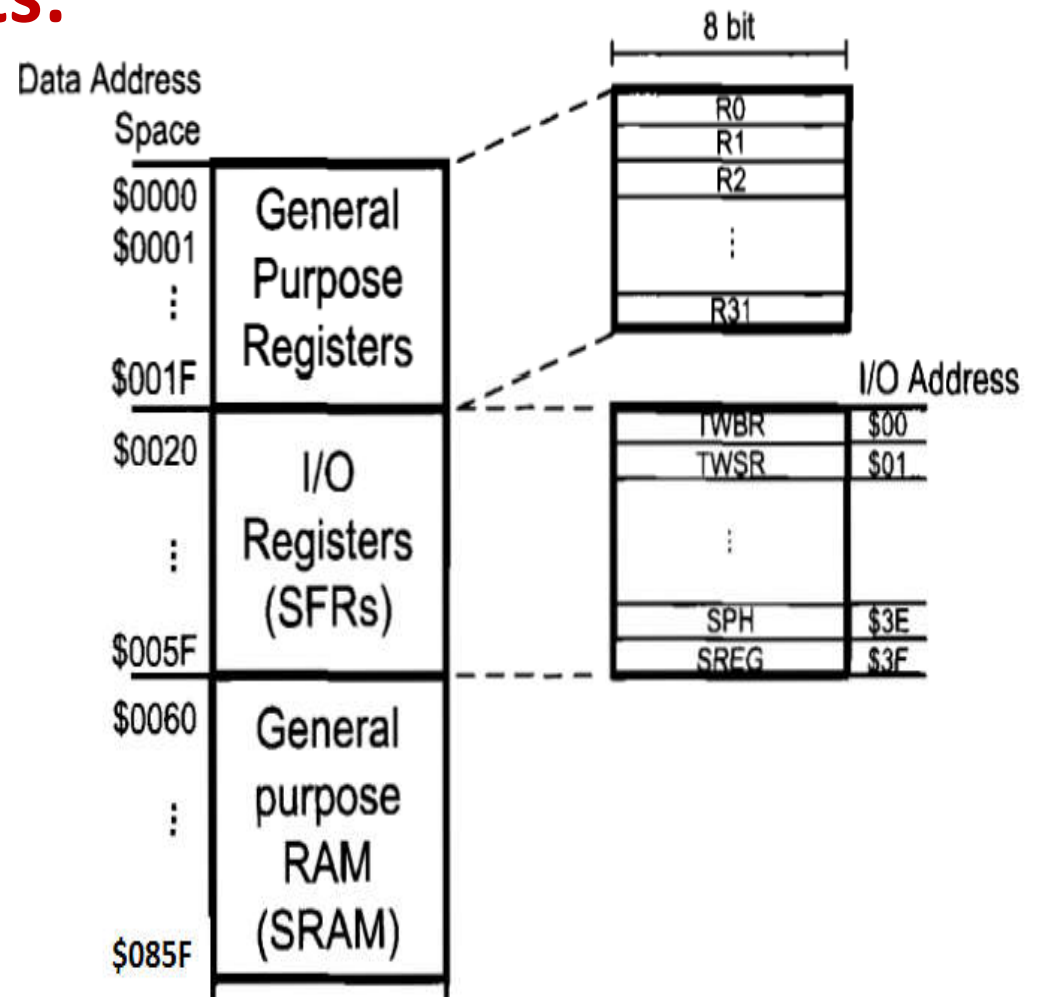 ts.
8 bit
Data Address
Space
$0000
$0001
⋮
$001F
General
Purpose
Registers
R0
R1
R2
⋮
R31
I/O Address
$0020
⋮
$005F
I/O
Registers
(SFRs)
TWBR $00
TWSR $01
⋮
SPH $3E
SREG $3F
$0060
⋮
$085F
General
purpose
RAM
(SRAM)